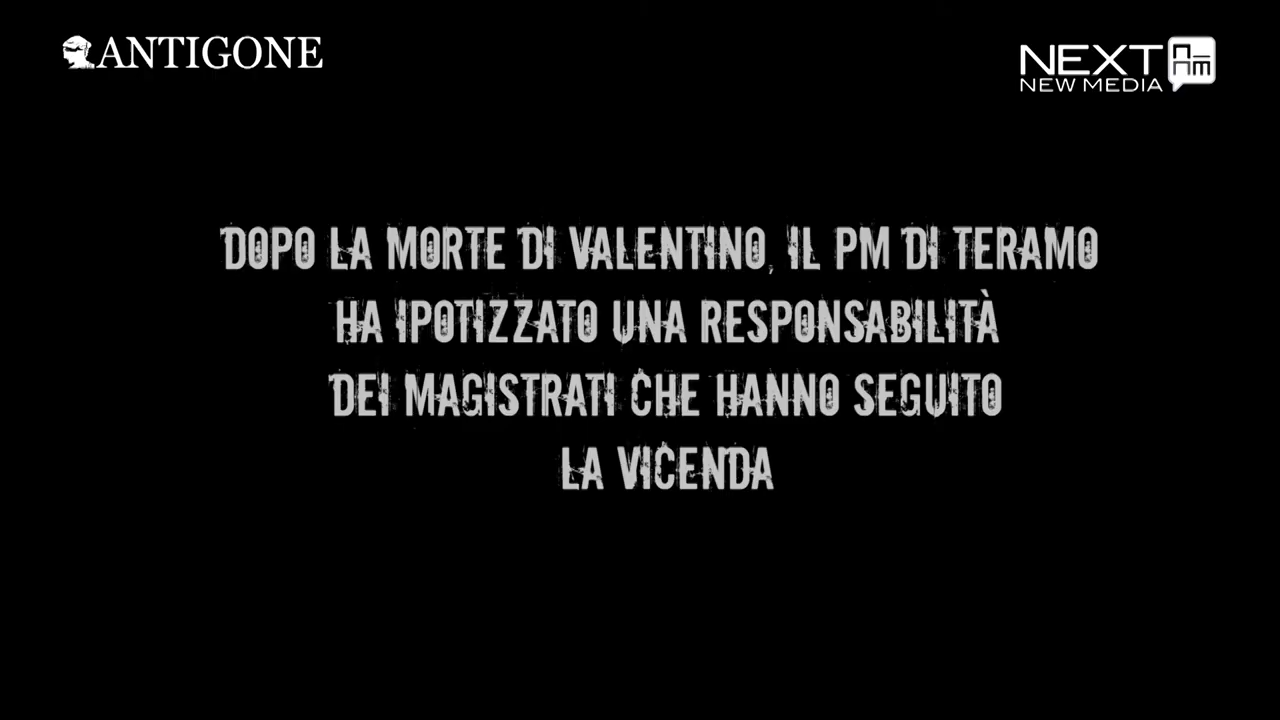 ANTIGONE
NEXT
NEW MEDIA
n_nm
DOPO LA MORTE DI VALENTINO, IL PM DI TERAMO
HA IPOTIZZATO UNA RESPONSABILITÀ
DEI MAGISTRATI CHE HANNO SEGUITO
LA VICENDA